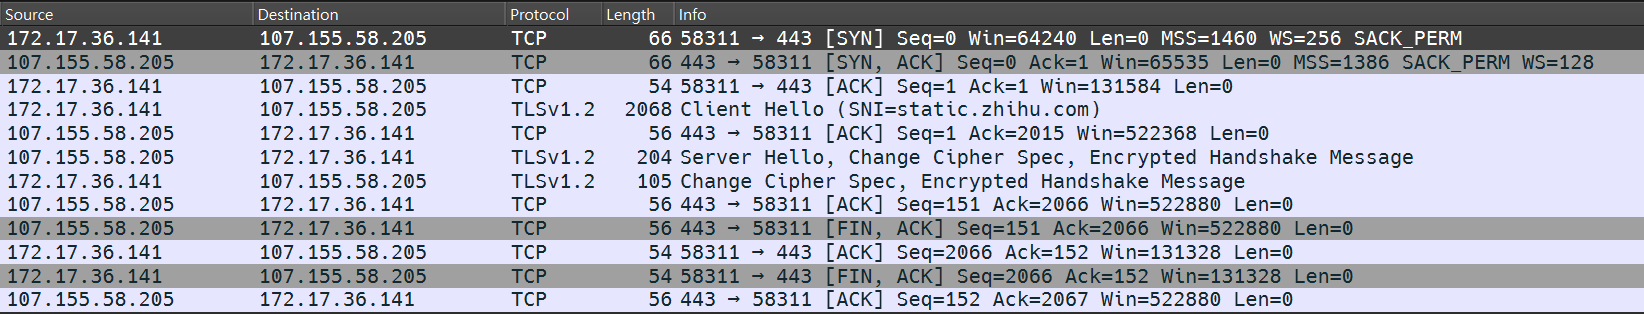 Source Destination Protocol Length Info
172.17.36.141 107.155.58.205 TCP 66 58311 → 443 [SYN] Seq=0 Win=64240 Len=0 MSS=1460 WS=256 SACK_PERM
107.155.58.205 172.17.36.141 TCP 66 443 → 58311 [SYN, ACK] Seq=0 Ack=1 Win=65535 Len=0 MSS=1386 SACK_PERM WS=128
172.17.36.141 107.155.58.205 TCP 54 58311 → 443 [ACK] Seq=1 Ack=1 Win=131584 Len=0
172.17.36.141 107.155.58.205 TLSv1.2 2068 Client Hello (SNI=static.zhihu.com)
107.155.58.205 172.17.36.141 TCP 56 443 → 58311 [ACK] Seq=1 Ack=2015 Win=522368 Len=0
107.155.58.205 172.17.36.141 TLSv1.2 204 Server Hello, Change Cipher Spec, Encrypted Handshake Message
172.17.36.141 107.155.58.205 TLSv1.2 105 Change Cipher Spec, Encrypted Handshake Message
107.155.58.205 172.17.36.141 TCP 56 443 → 58311 [ACK] Seq=151 Ack=2066 Win=522880 Len=0
107.155.58.205 172.17.36.141 TCP 56 443 → 58311 [FIN, ACK] Seq=151 Ack=2066 Win=522880 Len=0
172.17.36.141 107.155.58.205 TCP 54 58311 → 443 [ACK] Seq=2066 Ack=152 Win=131328 Len=0
172.17.36.141 107.155.58.205 TCP 54 58311 → 443 [FIN, ACK] Seq=2066 Ack=152 Win=131328 Len=0
107.155.58.205 172.17.36.141 TCP 56 443 → 58311 [ACK] Seq=152 Ack=2067 Win=522880 Len=0